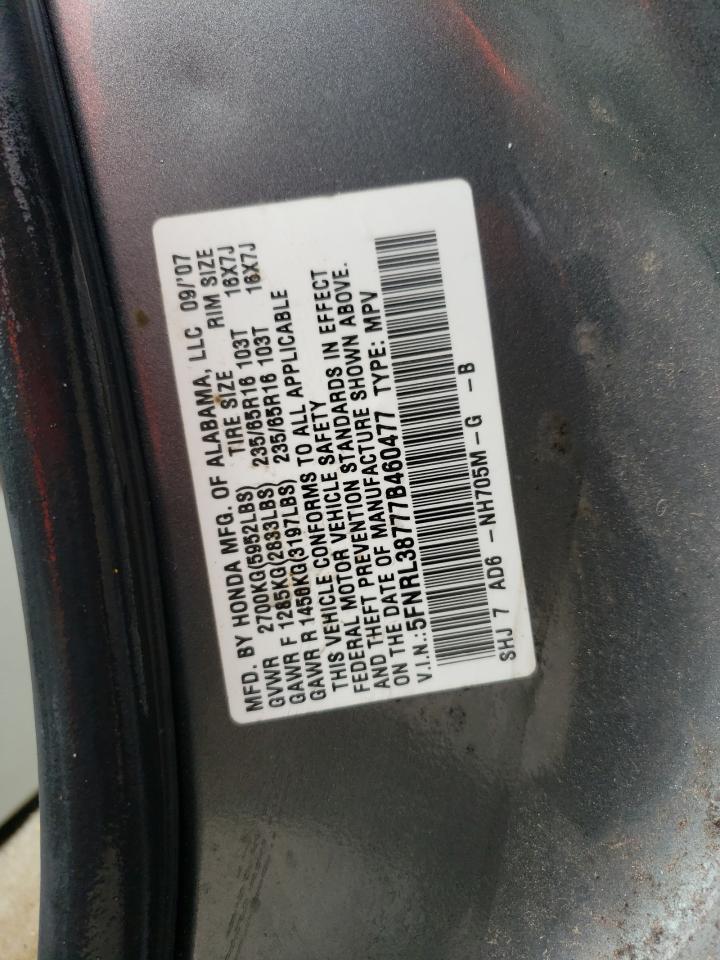 MFD. BY HONDA MFG. OF ALABAMA, LLC 09/'07
GVWR 2700KG(5952LBS) TIRE SIZE RIM SIZE
GAWR F 1285KG(2833LBS) 235/65R16 103T 16X7J
GAWR R 1450KG(3197LBS) 235/65R16 103T 16X7J
THIS VEHICLE CONFORMS TO ALL APPLICABLE
FEDERAL MOTOR VEHICLE SAFETY
AND THEFT PREVENTION STANDARDS IN EFFECT
ON THE DATE OF MANUFACTURE SHOWN ABOVE.
V.I.N.:5FNRL38777B460477 TYPE: MPV
SHJ 7 AD6 -NH705M-G -B